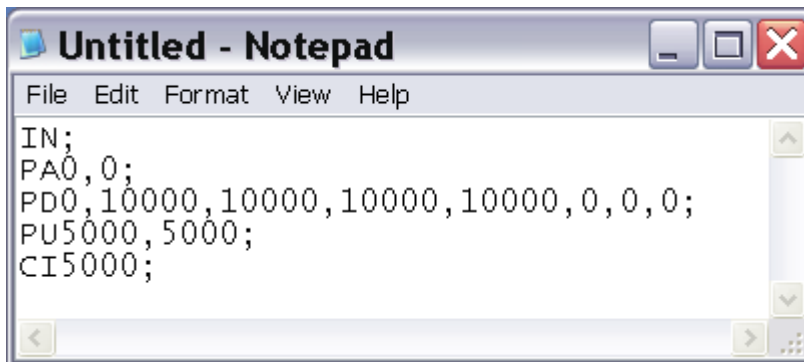 Untitled - Notepad
File Edit Format View Help
IN;
PA0,0;
PD0,10000,10000,10000,10000,0,0,0;
PU5000,5000;
CI5000;